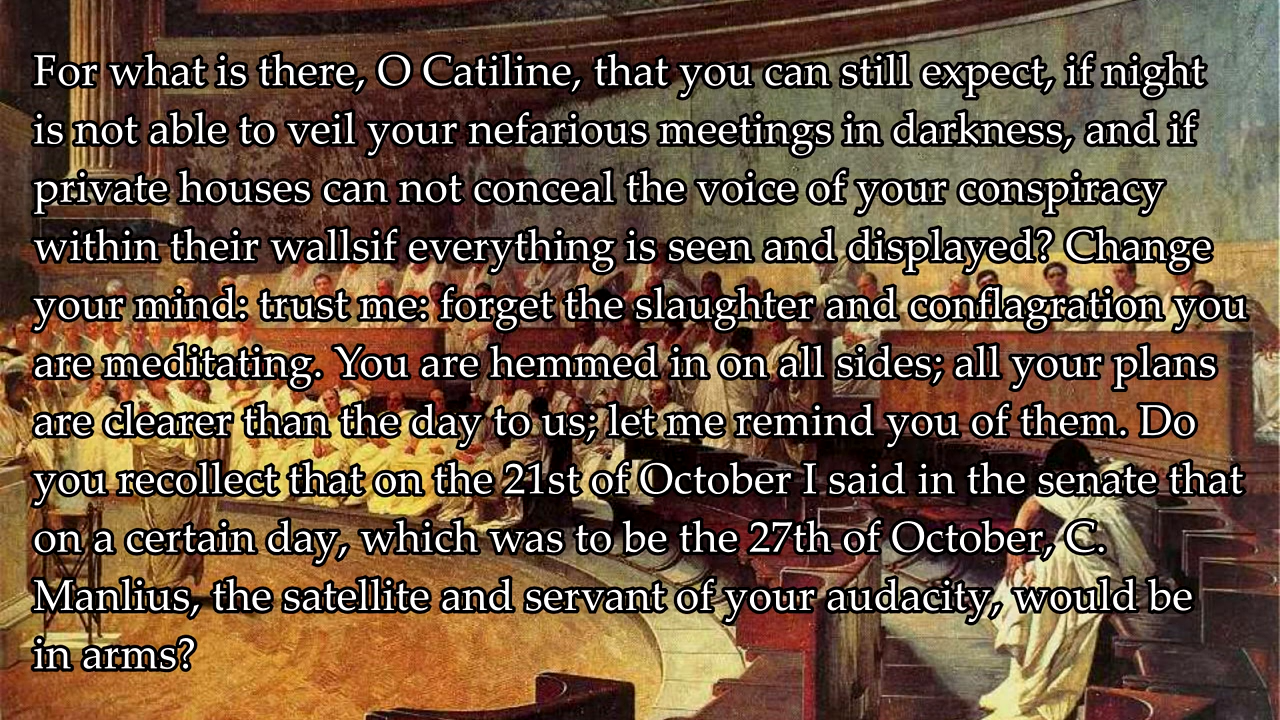 For what is there, O Catiline, that you can still expect, if night
is not able to veil your nefarious meetings in darkness, and if
private houses can not conceal the voice of your conspiracy
within their wallsif everything is seen and displayed? Change
your mind: trust me: forget the slaughter and conflagration you
are meditating. You are hemmed in on all sides; all your plans
are clearer than the day to us; let me remind you of them. Do
you recollect that on the 21st of October I said in the senate that
on a certain day, which was to be the 27th of October, C.
Manlius, the satellite and servant of your audacity, would be
in arms?